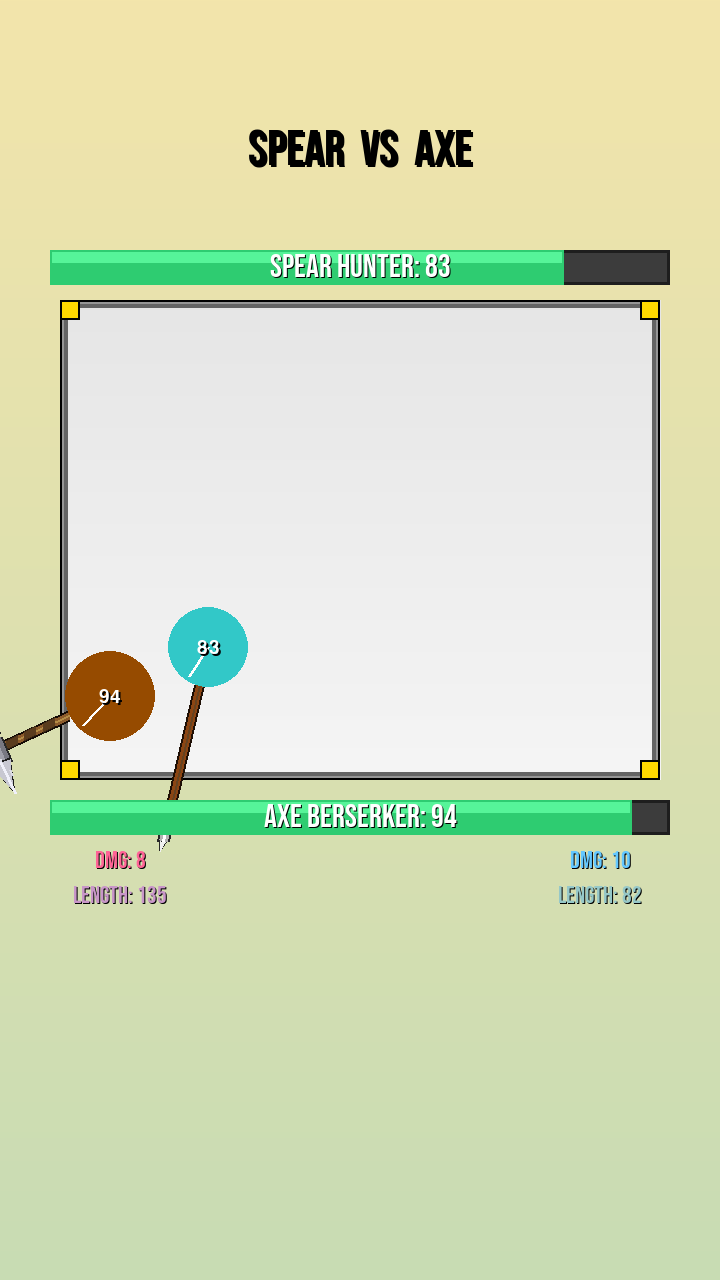 SPEAR VS AXE
SPEAR HUNTER: 83
83
94
AXE BERSERKER: 94
DMG: 8
DMG: 10
LENGTH: 135
LENGTH: 82